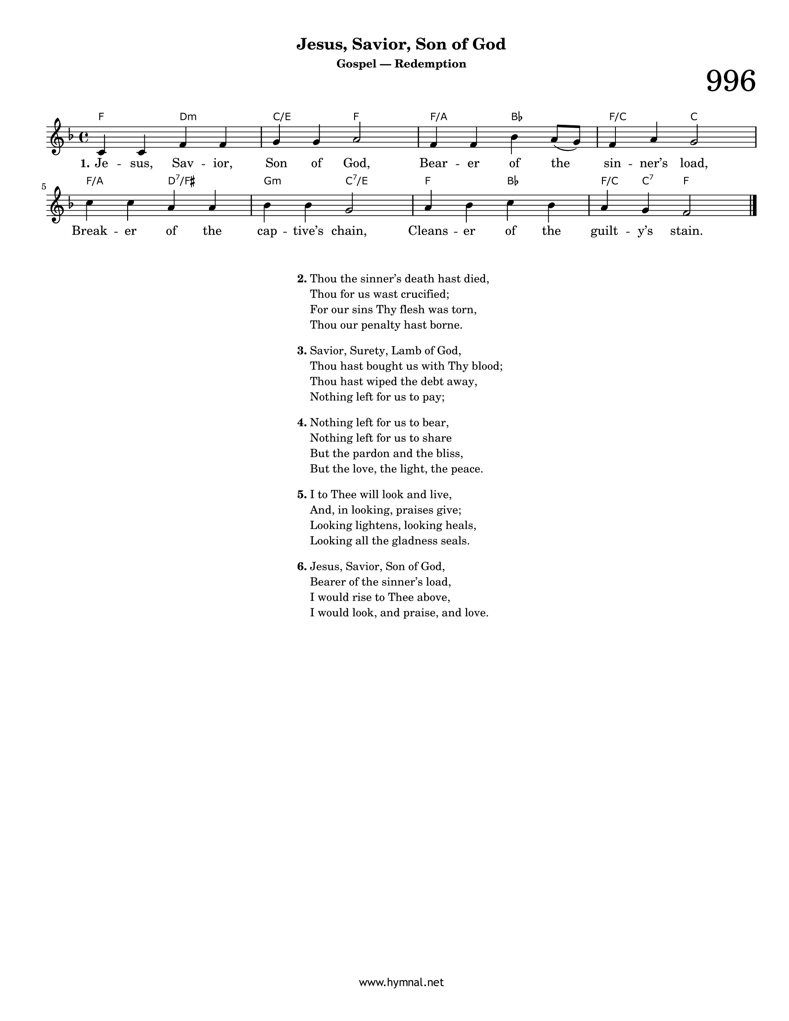 Jesus, Savior, Son of God
Gospel — Redemption
996
F Dm C/E F F/A B♭ F/C C
1. Je - sus, Sav - ior, Son of God, Bear - er of the sin - ner's load,
5
F/A D7/F♯ Gm C7/E F B♭ F/C C7 F
Break - er of the cap - tive's chain, Cleans - er of the guilt - y's stain.
2. Thou the sinner's death hast died,
Thou for us wast crucified;
For our sins Thy flesh was torn,
Thou our penalty hast borne.
3. Savior, Surety, Lamb of God,
Thou hast bought us with Thy blood;
Thou hast wiped the debt away,
Nothing left for us to pay;
4. Nothing left for us to bear,
Nothing left for us to share
But the pardon and the bliss,
But the love, the light, the peace.
5. I to Thee will look and live,
And, in looking, praises give;
Looking lightens, looking heals,
Looking all the gladness seals.
6. Jesus, Savior, Son of God,
Bearer of the sinner's load,
I would rise to Thee above,
I would look, and praise, and love.
www.hymnal.net